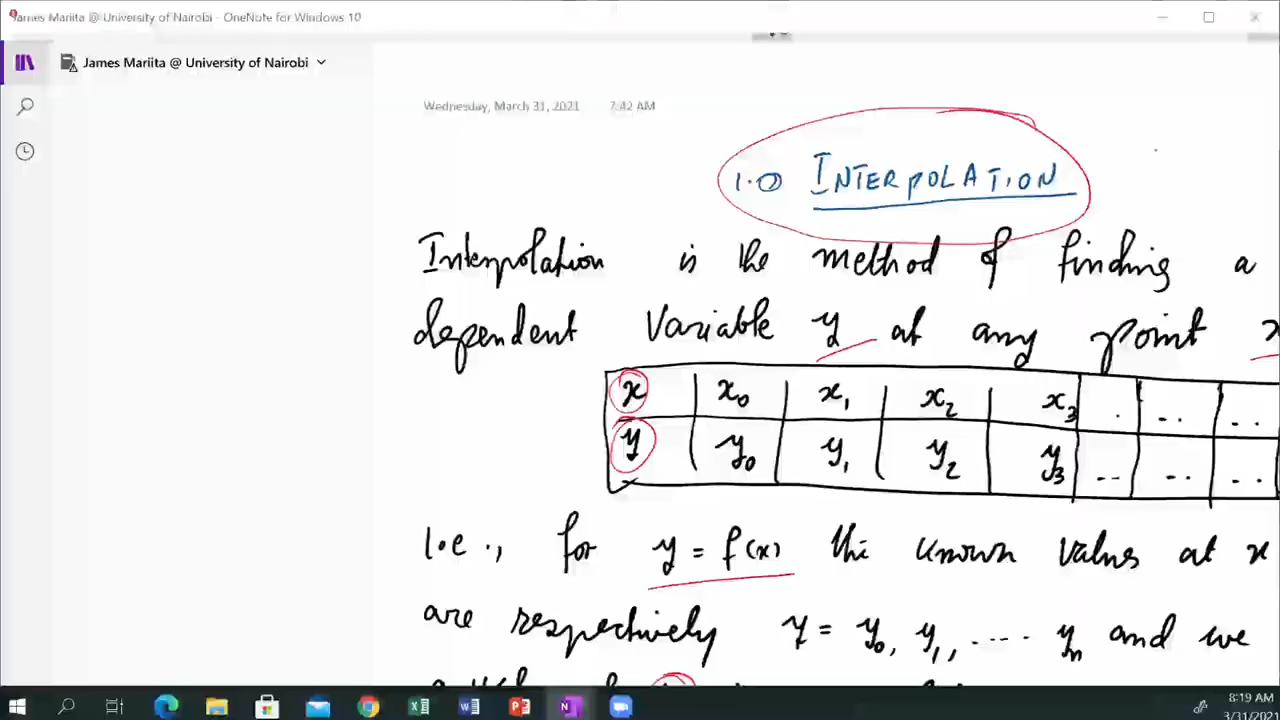 James Mariita @ University of Nairobi - OneNote for Windows 10
James Mariita @ University of Nairobi
Wednesday, March 31, 2021 7:42 AM
1.0 INTERPOLATION
Interpolation is the method of finding a
dependent variable y at any point x
x x₀ x₁ x₂ x₃ . .. ..
y y₀ y₁ y₂ y₃ .. .. ..
i.e., for y = f(x) the known values at x
are respectively y = y₀, y₁, .... yₙ and we
8:19 AM
3/31/2021